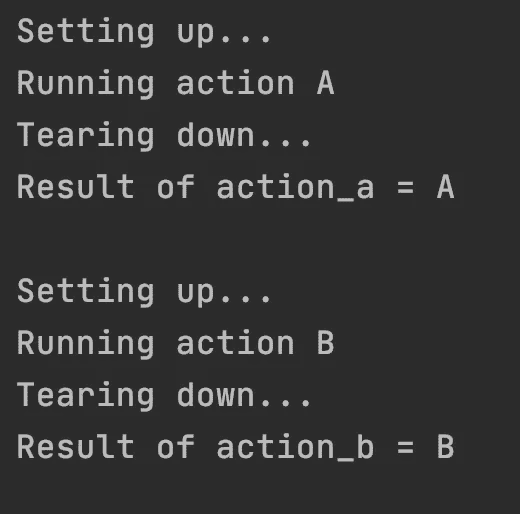 Setting up...
Running action A
Tearing down...
Result of action_a = A
Setting up...
Running action B
Tearing down...
Result of action_b = B